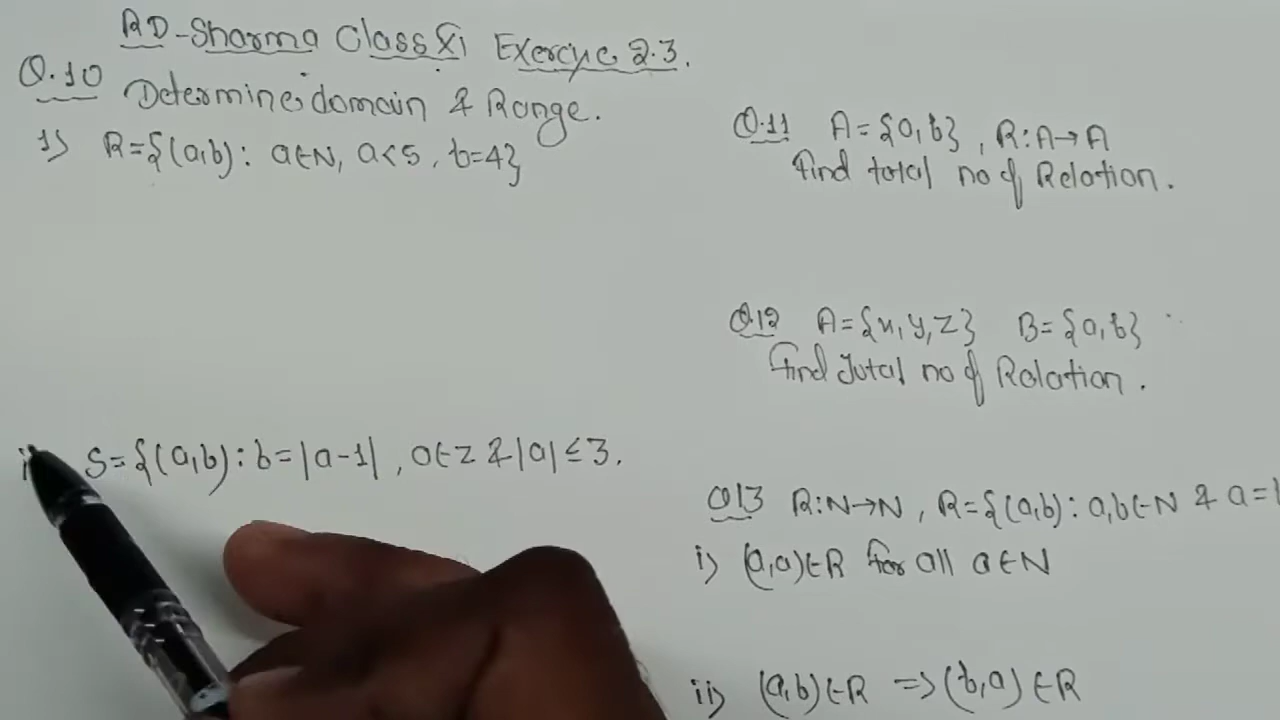 RD-Sharma Class XI Exercise 2.3.
Q.10 Determine domain & Range.
1) R={(a,b): a∈N, a<5, b=4}
S={(a,b): b=|a-1|, a∈Z & |a|≤3.
Q.11 A={a,b}, R:A→A
Find total no of Relation.
Q.12 A={x,y,z} B={a,b}
Find Total no of Relation.
Q13 R:N→N, R={(a,b): a,b∈N & a=
i) (a,a)∈R for all a∈N
ii) (a,b)∈R => (b,a)∈R